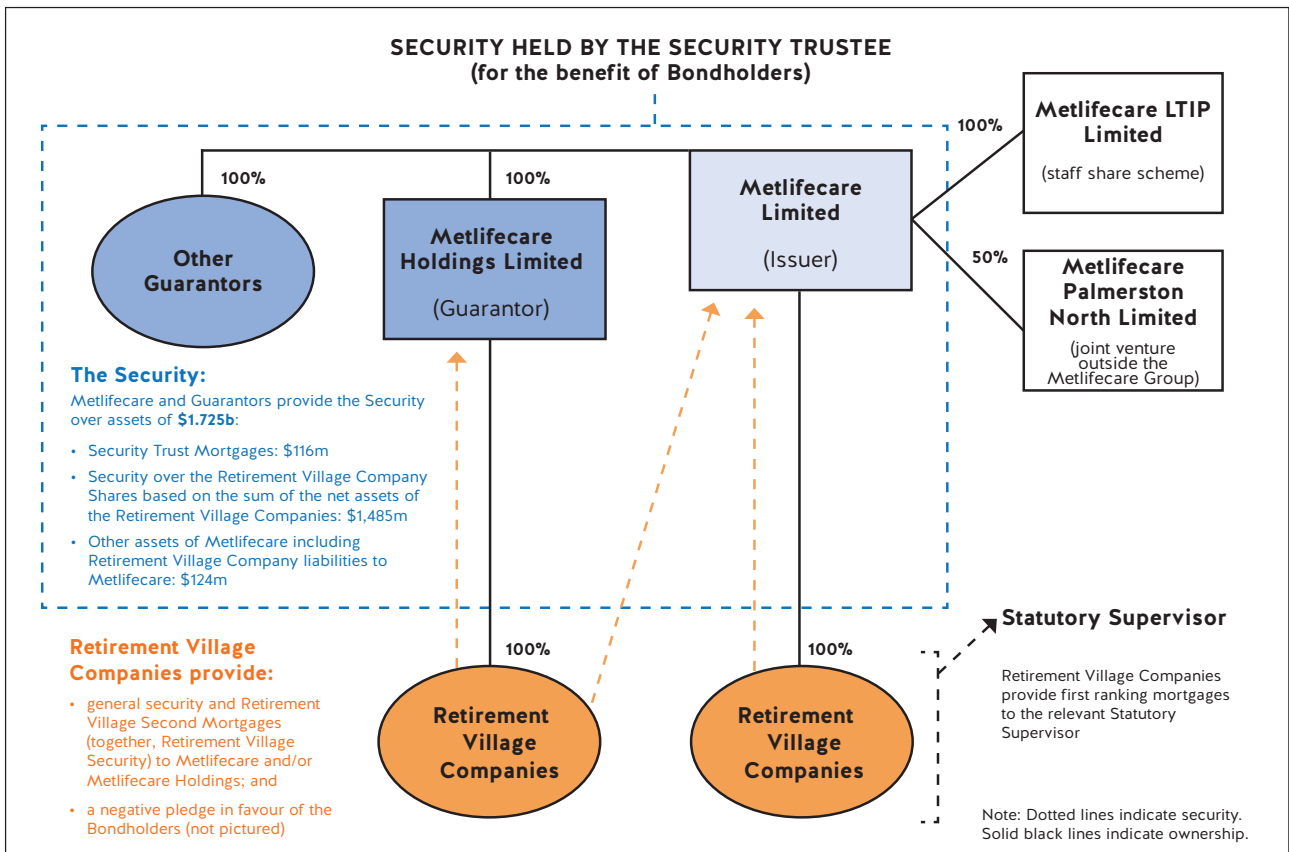 SECURITY HELD BY THE SECURITY TRUSTEE
(for the benefit of Bondholders)
100%
Metlifecare LTIP
Limited
(staff share scheme)
100%
100%
Metlifecare
Limited
(Issuer)
Other
Guarantors
Metlifecare
Holdings Limited
(Guarantor)
50%
Metlifecare
Palmerston
North Limited
(joint venture
outside the
Metlifecare Group)
The Security:
Metlifecare and Guarantors provide the Security
over assets of $1.725b:
• Security Trust Mortgages: $116m
• Security over the Retirement Village Company
Shares based on the sum of the net assets of
the Retirement Village Companies: $1,485m
• Other assets of Metlifecare including
Retirement Village Company liabilities to
Metlifecare: $124m
Retirement Village
Companies provide:
• general security and Retirement
Village Second Mortgages
(together, Retirement Village
Security) to Metlifecare and/or
Metlifecare Holdings; and
• a negative pledge in favour of the
Bondholders (not pictured)
100%
Retirement
Village
Companies
100%
Retirement
Village
Companies
Statutory Supervisor
Retirement Village Companies
provide first ranking mortgages
to the relevant Statutory
Supervisor
Note: Dotted lines indicate security.
Solid black lines indicate ownership.